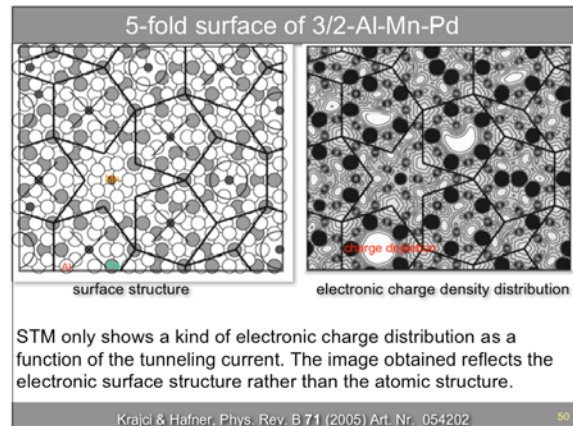 5-fold surface of 3/2-Al-Mn-Pd
Al
charge depletion
surface structure
electronic charge density distribution
STM only shows a kind of electronic charge distribution as a
function of the tunneling current. The image obtained reflects the
electronic surface structure rather than the atomic structure.
Krajci & Hafner, Phys. Rev. B 71 (2005) Art. Nr. 054202
50